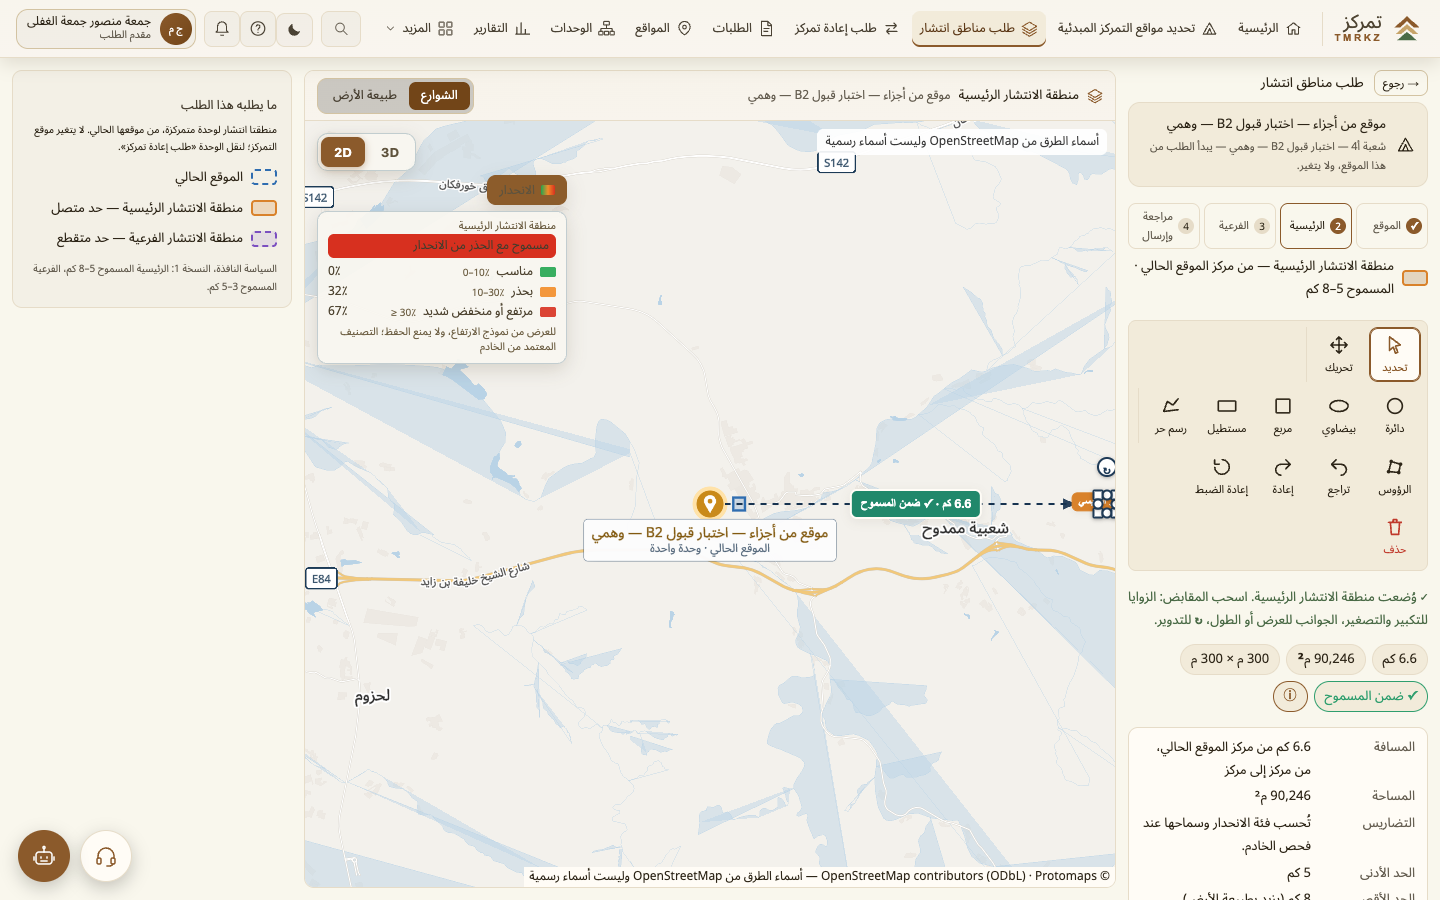 تمركز
TMRKZ
الرئيسية
تحديد مواقع التمركز المبدئية
طلب مناطق انتشار
طلب إعادة تمركز
الطلبات
المواقع
الوحدات
التقارير
المزيد
جمعة منصور جمعة الغفلي
مقدم الطلب
ج م
→ رجوع
طلب مناطق انتشار
موقع من أجزاء — اختبار قبول B2 — وهمي
شعبة أ4 — اختبار قبول B2 — وهمي — يبدأ الطلب من
هذا الموقع، ولا يتغير.
✓ الموقع
2 الرئيسية
3 الفرعية
4 مراجعة
وإرسال
منطقة الانتشار الرئيسية — من مركز الموقع الحالي ·
المسموح 5–8 كم
تحديد
تحريك
دائرة
بيضاوي
مربع
مستطيل
رسم حر
الرؤوس
تراجع
إعادة
إعادة الضبط
حذف
✓ وُضعت منطقة الانتشار الرئيسية. اسحب المقابض: الزوايا
للتكبير والتصغير، الجوانب للعرض أو الطول، ↻ للتدوير.
6.6 كم
90,246 م²
300 م × 300 م
✓ ضمن المسموح
المسافة
6.6 كم من مركز الموقع الحالي،
من مركز إلى مركز
المساحة
90,246 م²
التضاريس
تُحسب فئة الانحدار وسماحها عند
فحص الخادم.
الحد الأدنى
5 كم
منطقة الانتشار الرئيسية موقع من أجزاء — اختبار قبول B2 — وهمي
الشوارع
طبيعة الأرض
أسماء الطرق من OpenStreetMap وليست أسماء رسمية
2D
3D
S142
S142
خورفكان
الانحدار
منطقة الانتشار الرئيسية
مسموح مع الحذر من الانحدار
مناسب 0–10٪ 0٪
بحذر 10–30٪ 32٪
مرتفع أو منخفض شديد ≥ 30٪ 67٪
للعرض من نموذج الارتفاع، ولا يمنع الحفظ؛ التصنيف
المعتمد من الخادم
6.6 كم · ✓ ضمن المسموح
شعبية ممدوح
موقع من أجزاء — اختبار قبول B2 — وهمي
الموقع الحالي · وحدة واحدة
E84
شارع الشيخ خليفة بن زايد
لحزوم
© OpenStreetMap contributors (ODbL) · Protomaps — أسماء الطرق من OpenStreetMap وليست أسماء رسمية
ما يطلبه هذا الطلب
منطقتا انتشار لوحدة متمركزة، من موقعها الحالي. لا يتغير موقع
التمركز؛ لنقل الوحدة «طلب إعادة تمركز».
الموقع الحالي
منطقة الانتشار الرئيسية — حد متصل
منطقة الانتشار الفرعية — حد متقطع
السياسة النافذة، النسخة 1: الرئيسية المسموح 5–8 كم، الفرعية
المسموح 3–5 كم.